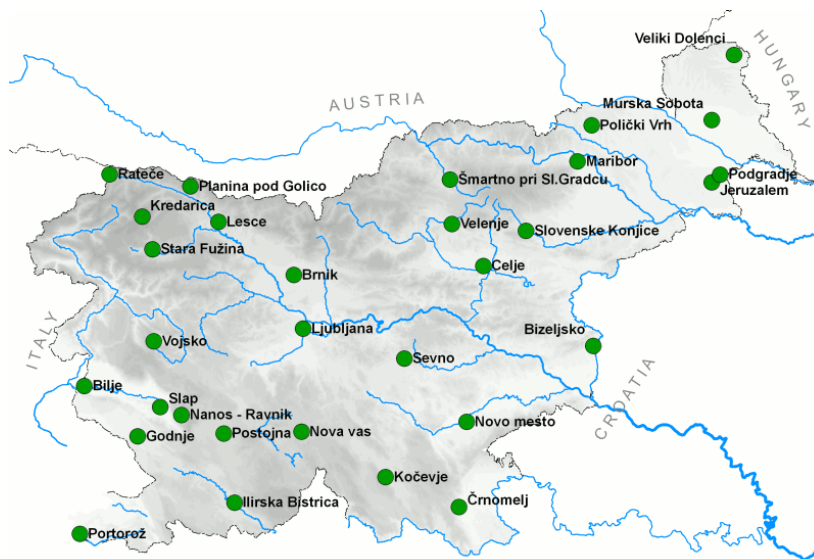 Veliki Dolenci
HUNGARY
AUSTRIA
Murska Sobota
Polički Vrh
Maribor
Rateče
Planina pod Golico
Šmartno pri Sl.Gradcu
Podgradje
Jeruzalem
Kredarica
Lesce
Velenje
Slovenske Konjice
Stara Fužina
Celje
Brnik
Ljubljana
Bizeljsko
ITALY
Vojsko
Sevno
Bilje
Slap
Nanos - Ravnik
Novo mesto
CROATIA
Godnje
Postojna
Nova vas
Kočevje
Ilirska Bistrica
Črnomelj
Portorož